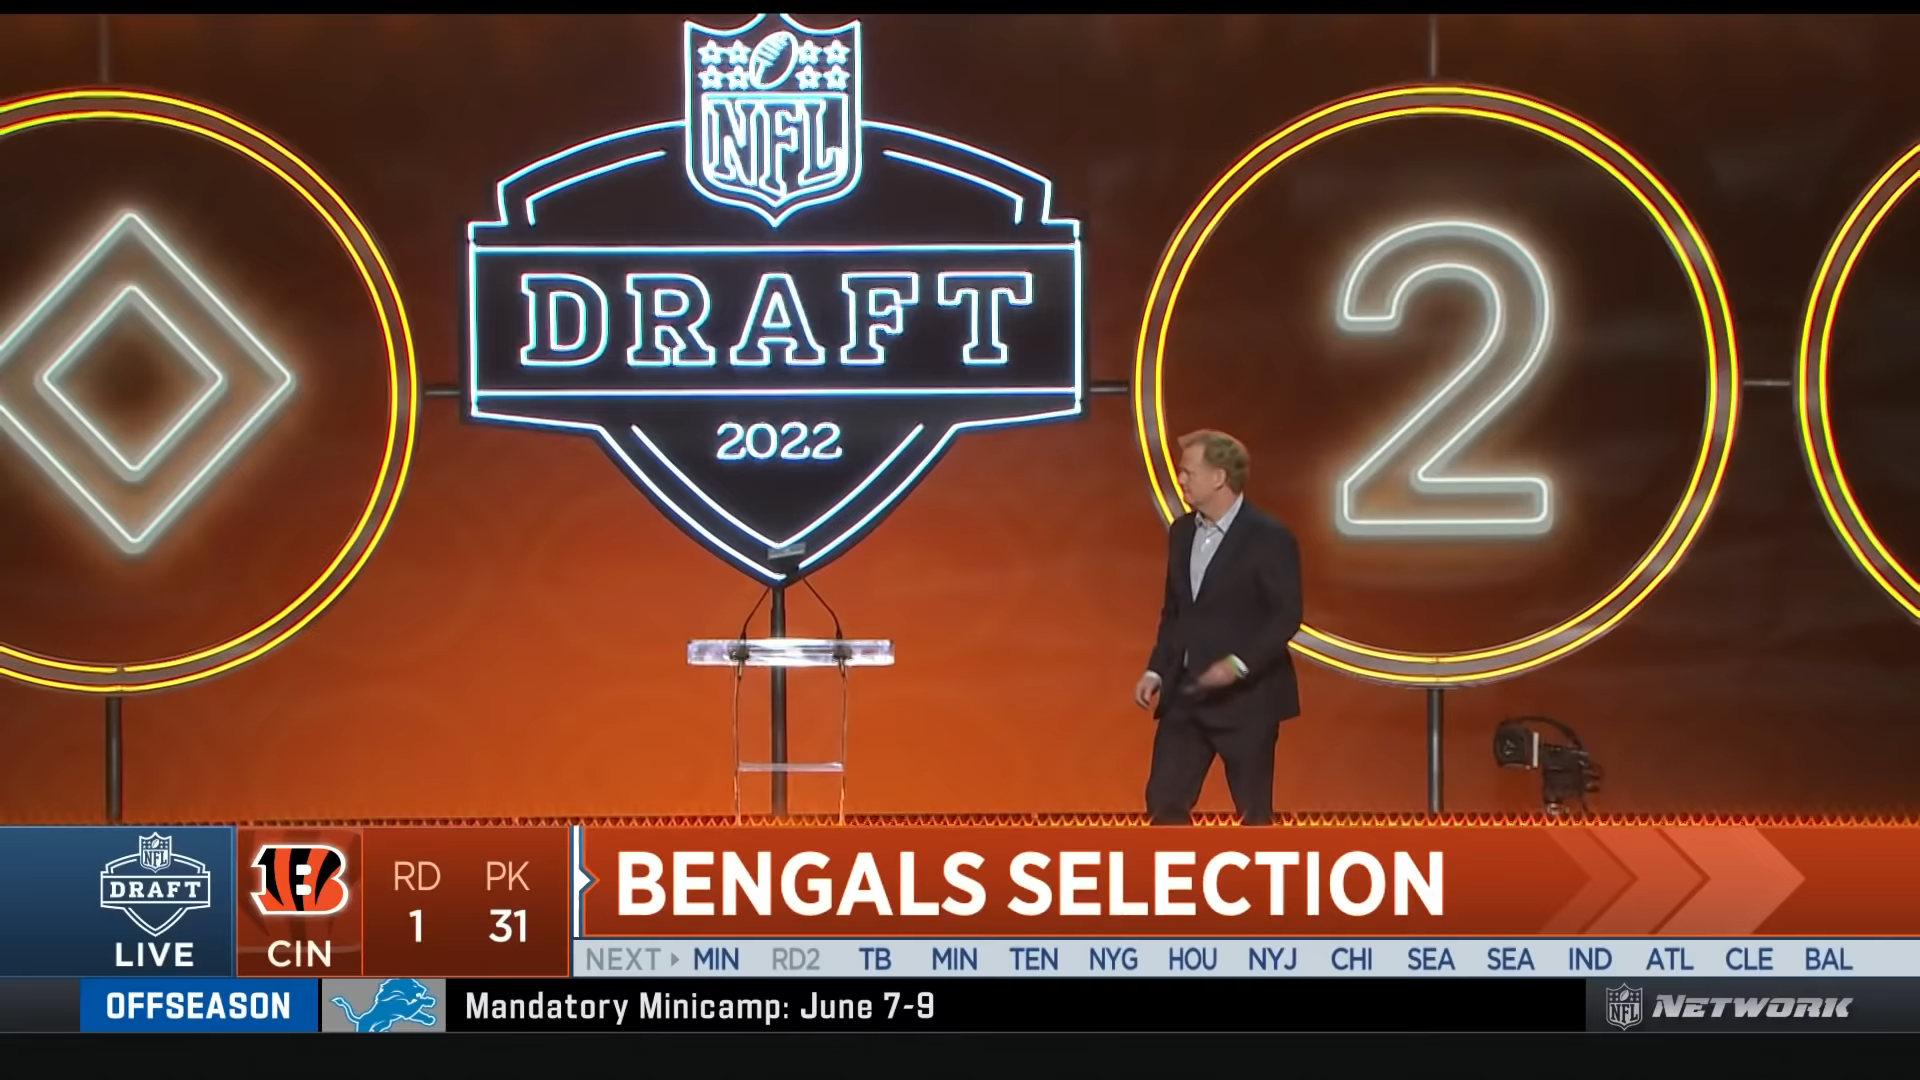 NFL
DRAFT
2022
2
NFL
DRAFT
LIVE
CIN
RD PK
1 31
BENGALS SELECTION
NEXT MIN RD2 TB MIN TEN NYG HOU NYJ CHI SEA SEA IND ATL CLE BAL
OFFSEASON Mandatory Minicamp: June 7-9
NFL NETWORK